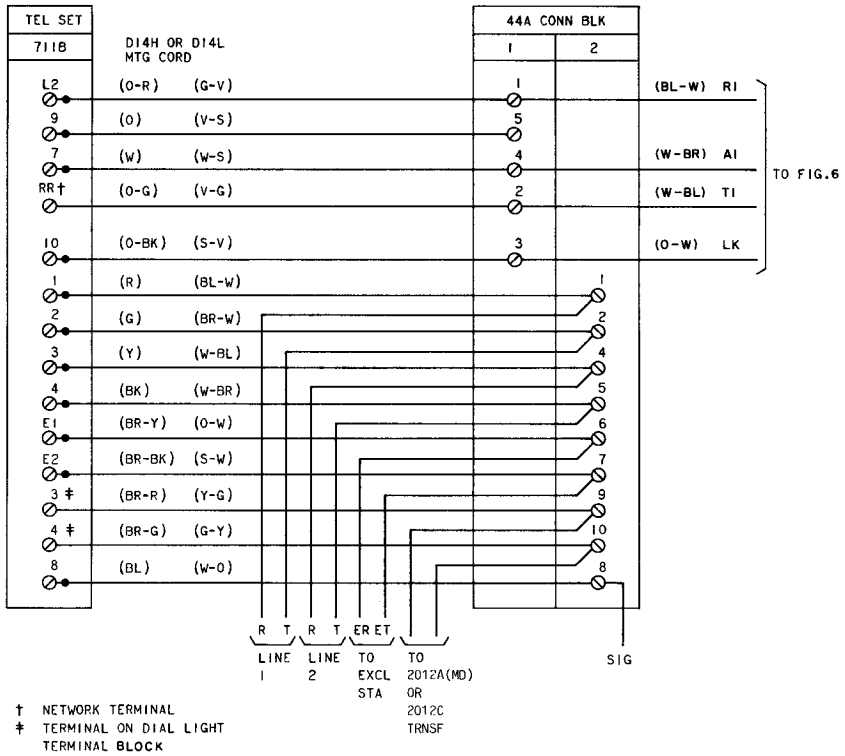 TEL SET
44A CONN BLK
711B
D14H OR D14L
MTG CORD
1 2
L2 (O-R) (G-V) 1 (BL-W) R1
9 (O) (V-S) 5
7 (W) (W-S) 4 (W-BR) A1
TO FIG.6
RR† (O-G) (V-G) 2 (W-BL) T1
10 (O-BK) (S-V) 3 (O-W) LK
1 (R) (BL-W) 1
2 (G) (BR-W) 2
3 (Y) (W-BL) 4
4 (BK) (W-BR) 5
E1 (BR-Y) (O-W) 6
E2 (BR-BK) (S-W) 7
3 ‡ (BR-R) (Y-G) 9
4 ‡ (BR-G) (G-Y) 10
8 (BL) (W-O) 8
R T R T ER ET
LINE 1
LINE 2
TO EXCL STA
TO 2012A(MD) OR 2012C TRNSF
SIG
† NETWORK TERMINAL
‡ TERMINAL ON DIAL LIGHT
TERMINAL BLOCK